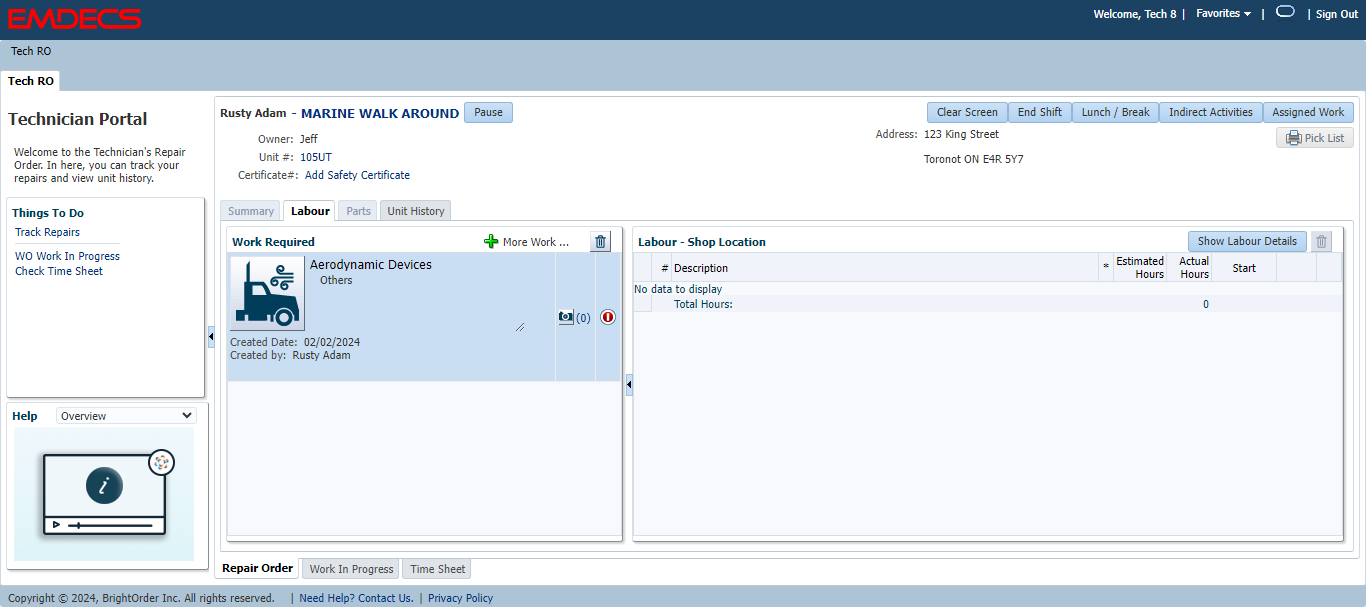 EMDECS
Welcome, Tech 8 | Favorites | | Sign Out
Tech RO
Tech RO
Technician Portal
Welcome to the Technician's Repair
Order. In here, you can track your
repairs and view unit history.
Things To Do
Track Repairs
WO Work In Progress
Check Time Sheet
Help Overview
i
Rusty Adam - MARINE WALK AROUND Pause
Clear Screen End Shift Lunch / Break Indirect Activities Assigned Work
Owner: Jeff
Unit #: 105UT
Certificate#: Add Safety Certificate
Address: 123 King Street
Toronot ON E4R 5Y7
Pick List
Summary Labour Parts Unit History
Work Required More Work ...
Aerodynamic Devices
Others
(0)
Created Date: 02/02/2024
Created by: Rusty Adam
Labour - Shop Location Show Labour Details
# Description * Estimated Hours Actual Hours Start
No data to display
Total Hours: 0
Repair Order Work In Progress Time Sheet
Copyright © 2024, BrightOrder Inc. All rights reserved. | Need Help? Contact Us. | Privacy Policy